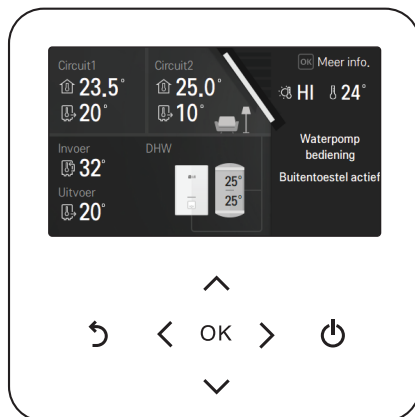 Circuit1
23.5°
20°
Circuit2
25.0°
10°
OK Meer info.
HI 24°
Waterpomp
bediening
Buitentoestel actief
Invoer
32°
Uitvoer
20°
DHW
LG
25°
25°
OK